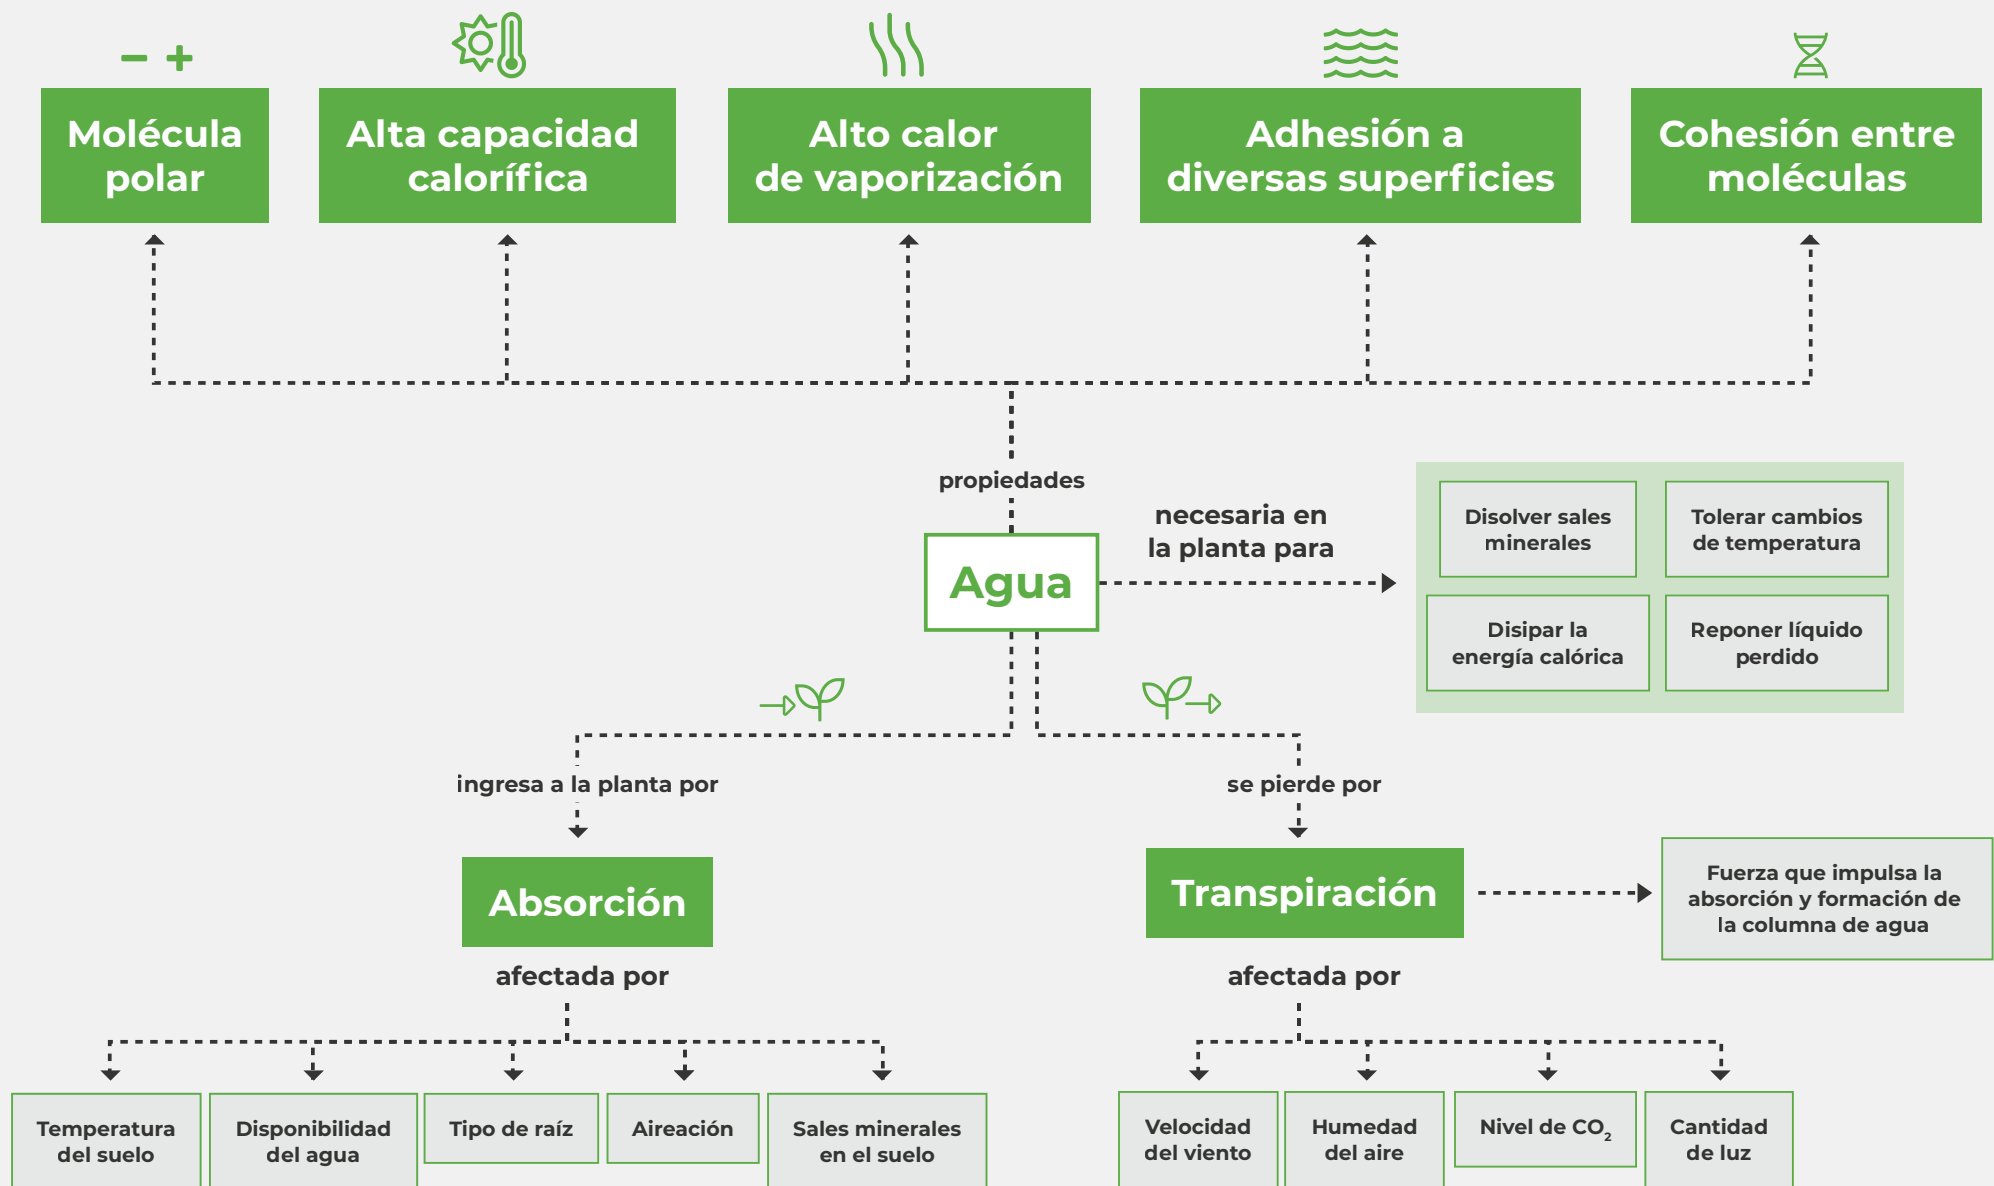 − +
Molécula
polar
Alta capacidad
calorífica
Alto calor
de vaporización
Adhesión a
diversas superficies
Cohesión entre
moléculas
propiedades
Agua
necesaria en
la planta para
Disolver sales
minerales
Tolerar cambios
de temperatura
Disipar la
energía calórica
Reponer líquido
perdido
ingresa a la planta por
se pierde por
Absorción
afectada por
Temperatura
del suelo
Disponibilidad
del agua
Tipo de raíz
Aireación
Sales minerales
en el suelo
Transpiración
Fuerza que impulsa la
absorción y formación de
la columna de agua
afectada por
Velocidad
del viento
Humedad
del aire
Nivel de CO₂
Cantidad
de luz